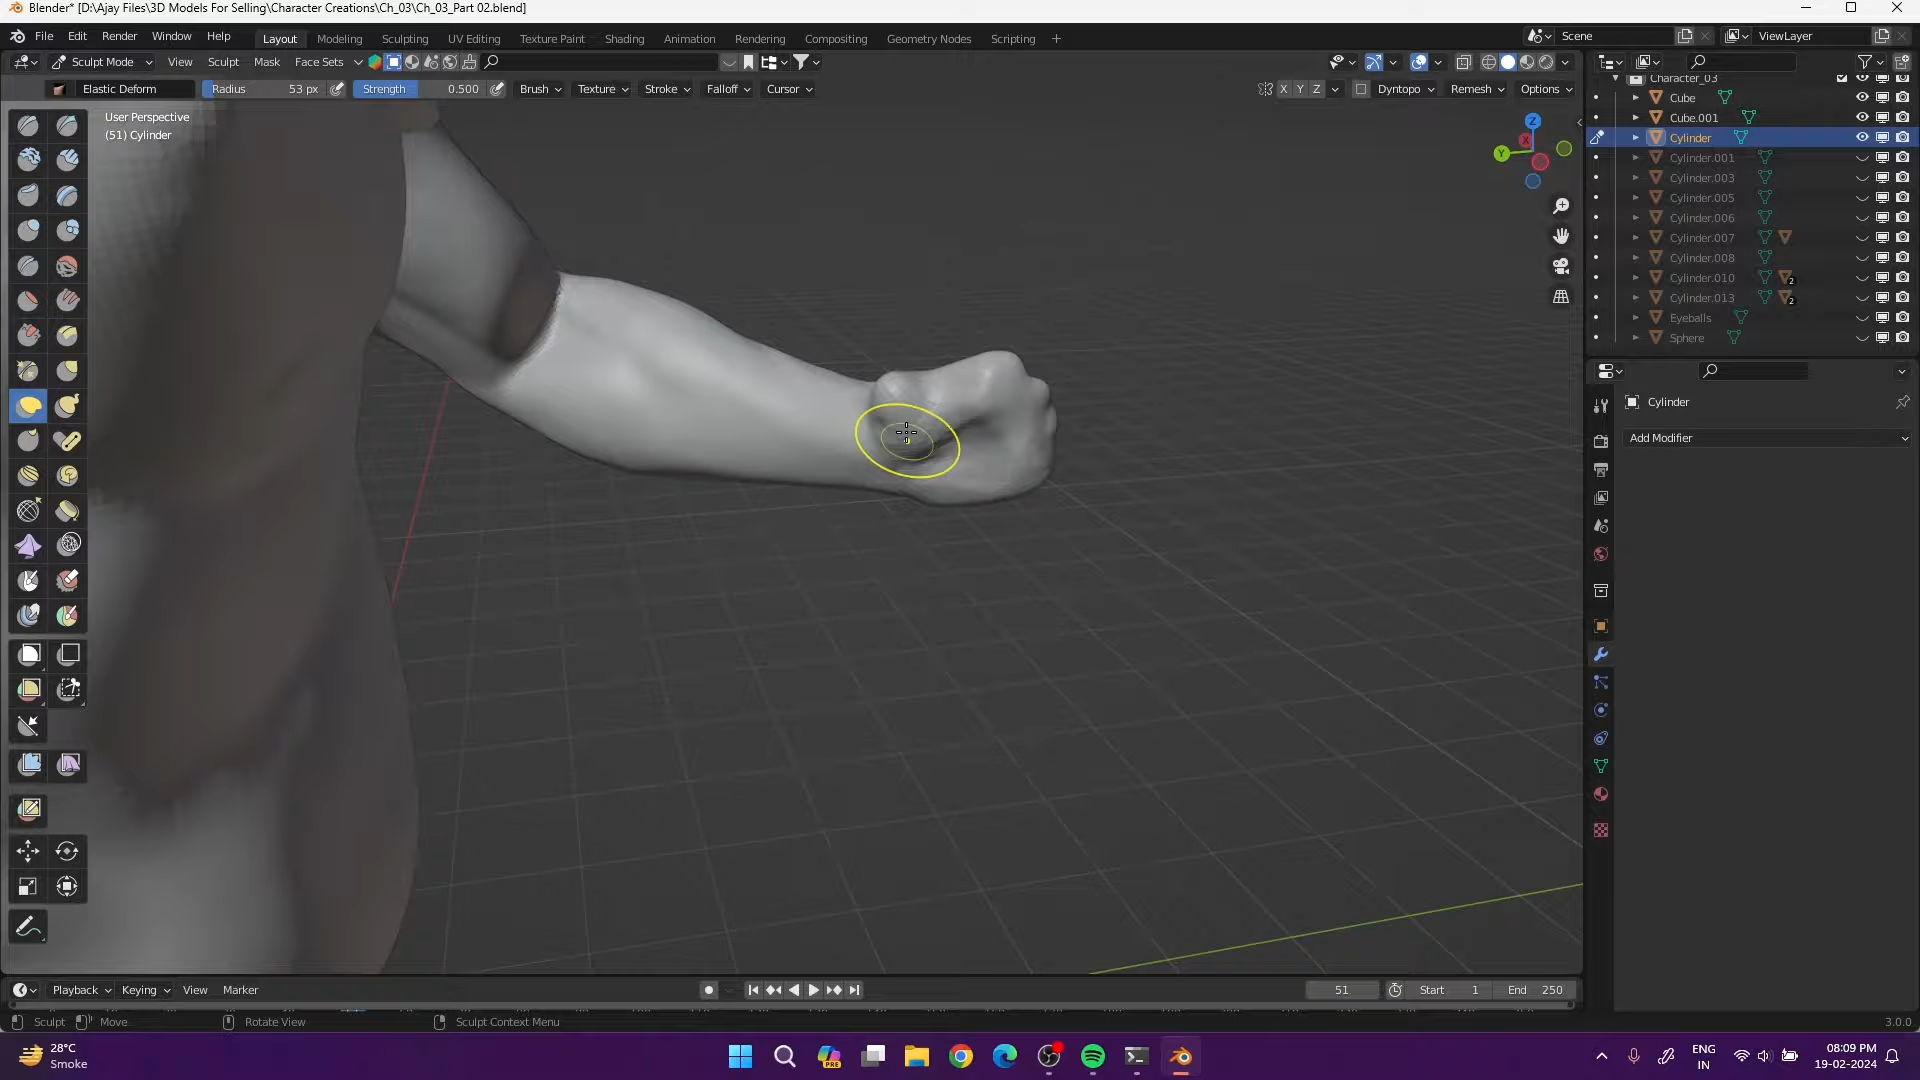 Blender* [D:\Ajay Files\3D Models For Selling\Character Creations\Ch_03\Ch_03_Part 02.blend]
File Edit Render Window Help Layout Modeling Sculpting UV Editing Texture Paint Shading Animation Rendering Compositing Geometry Nodes Scripting + Scene ViewLayer
Sculpt Mode View Sculpt Mask Face Sets
Elastic Deform Radius 53 px Strength 0.500 Brush Texture Stroke Falloff Cursor X Y Z Dyntopo Remesh Options
User Perspective
(51) Cylinder
Z
Y
Character_03
Cube
Cube.001
Cylinder
Cylinder.001
Cylinder.003
Cylinder.005
Cylinder.006
Cylinder.007
Cylinder.008
Cylinder.010 2
Cylinder.013 2
Eyeballs
Sphere
Cylinder
Add Modifier
Playback Keying View Marker 51 Start 1 End 250
Sculpt Move Rotate View Sculpt Context Menu 3.0.0
28°C
Smoke
PRE
ENG
IN
08:09 PM
19-02-2024